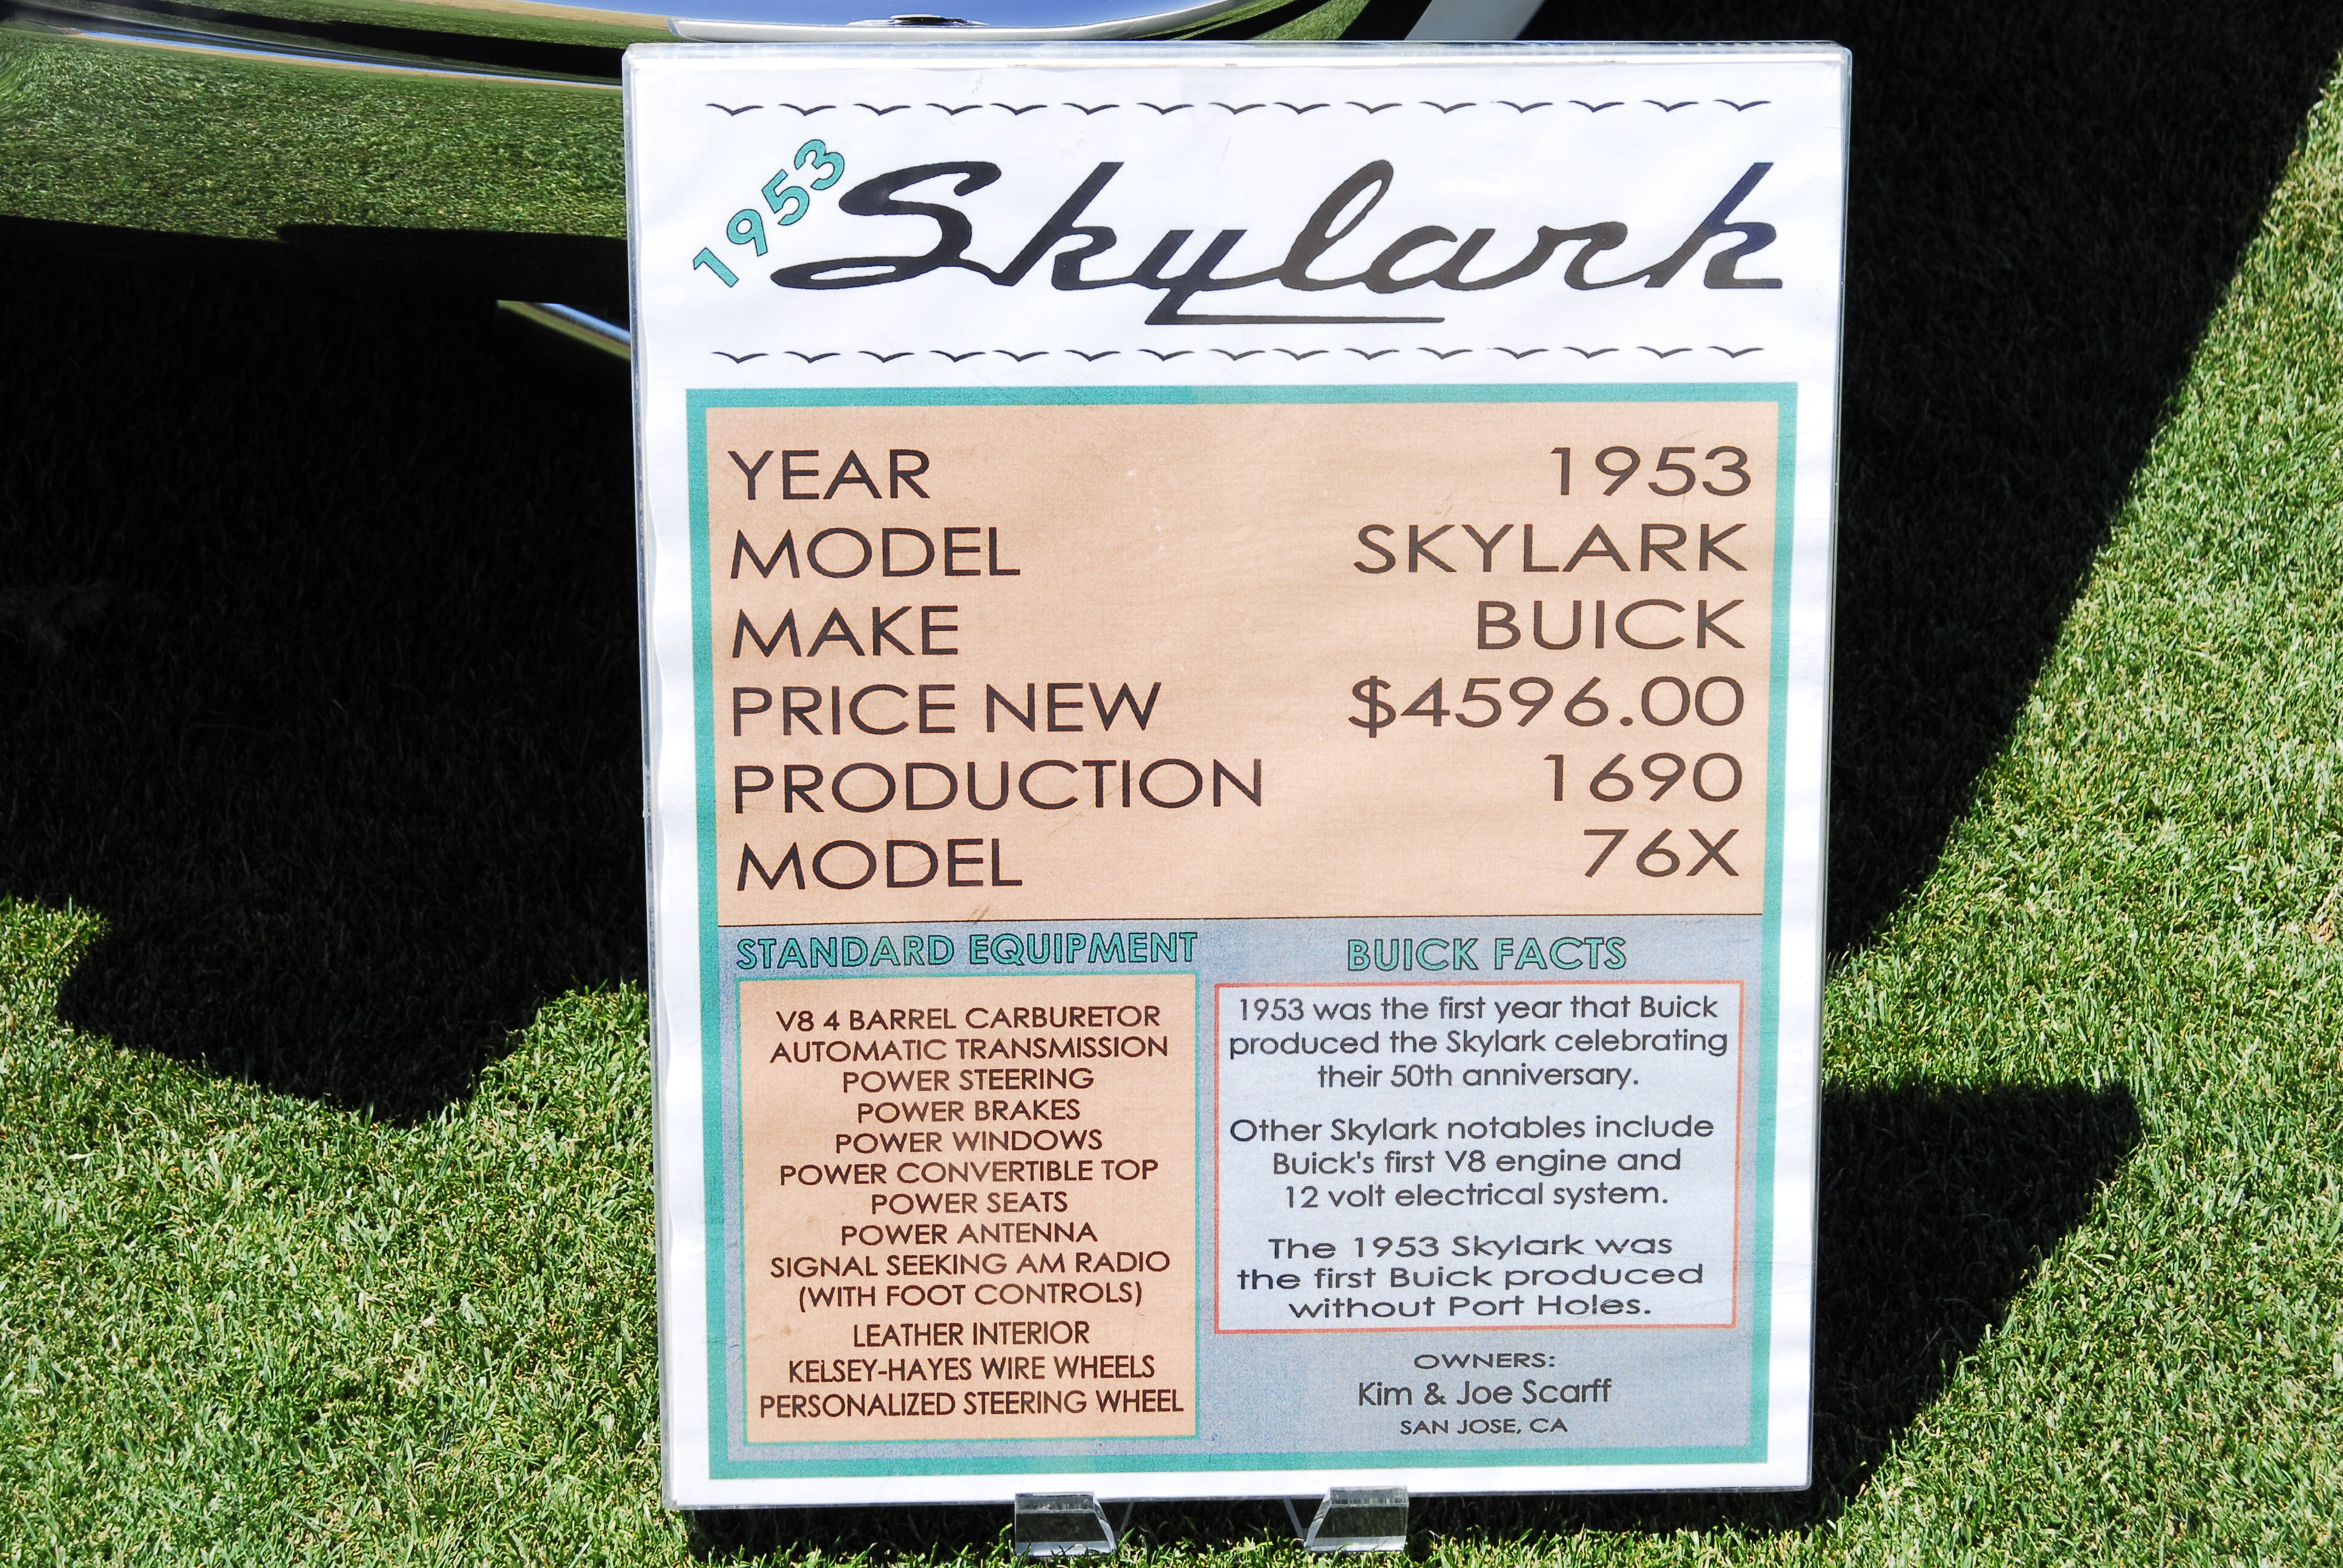 1953 Skylark
YEAR 1953
MODEL SKYLARK
MAKE BUICK
PRICE NEW $4596.00
PRODUCTION 1690
MODEL 76X
STANDARD EQUIPMENT
V8 4 BARREL CARBURETOR
AUTOMATIC TRANSMISSION
POWER STEERING
POWER BRAKES
POWER WINDOWS
POWER CONVERTIBLE TOP
POWER SEATS
POWER ANTENNA
SIGNAL SEEKING AM RADIO
(WITH FOOT CONTROLS)
LEATHER INTERIOR
KELSEY-HAYES WIRE WHEELS
PERSONALIZED STEERING WHEEL
BUICK FACTS
1953 was the first year that Buick
produced the Skylark celebrating
their 50th anniversary.
Other Skylark notables include
Buick's first V8 engine and
12 volt electrical system.
The 1953 Skylark was
the first Buick produced
without Port Holes.
OWNERS:
Kim & Joe Scarff
SAN JOSE, CA